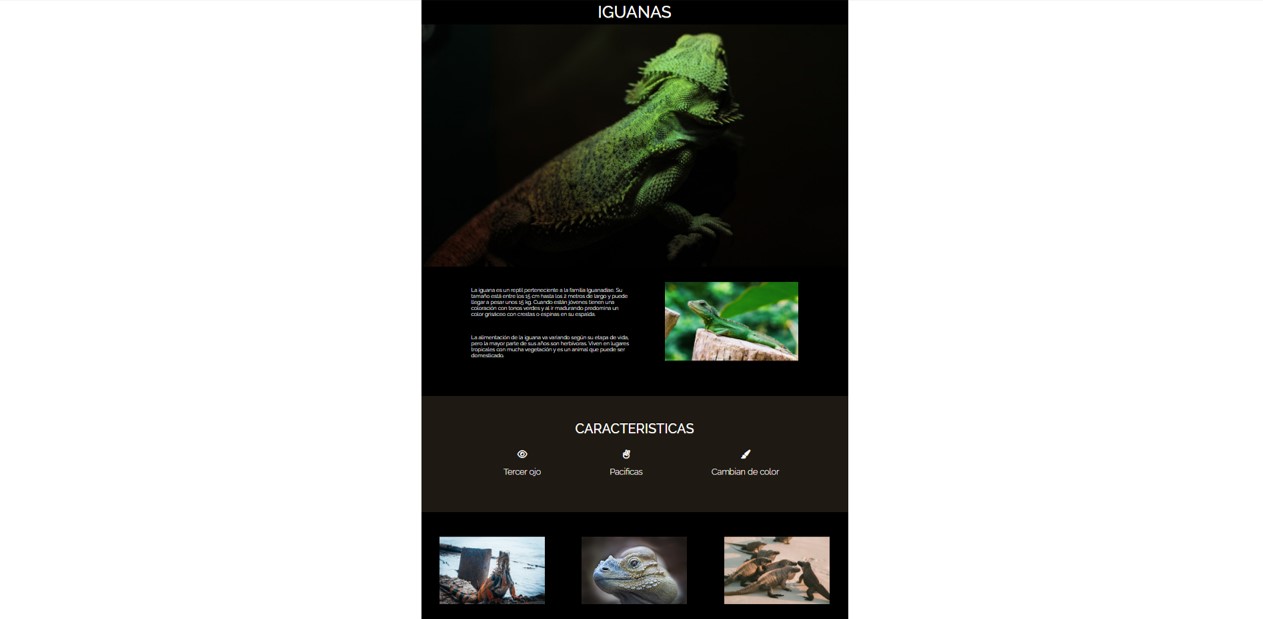 IGUANAS
La iguana es un reptil perteneciente a la familia Iguanadiae. Su
tamaño está entre los 15 cm hasta los 2 metros de largo y puede
llegar a pesar unos 15 kg. Cuando están jóvenes tienen una
coloración con tonos verdes y al ir madurando predomina un
color grisáceo con crestas o espinas en su espalda.
La alimentación de la iguana va variando según su etapa de vida,
pero la mayor parte de sus años son herbívoras. Viven en lugares
tropicales con mucha vegetación y es un animal que puede ser
domesticado.
CARACTERISTICAS
Tercer ojo
Pacificas
Cambian de color